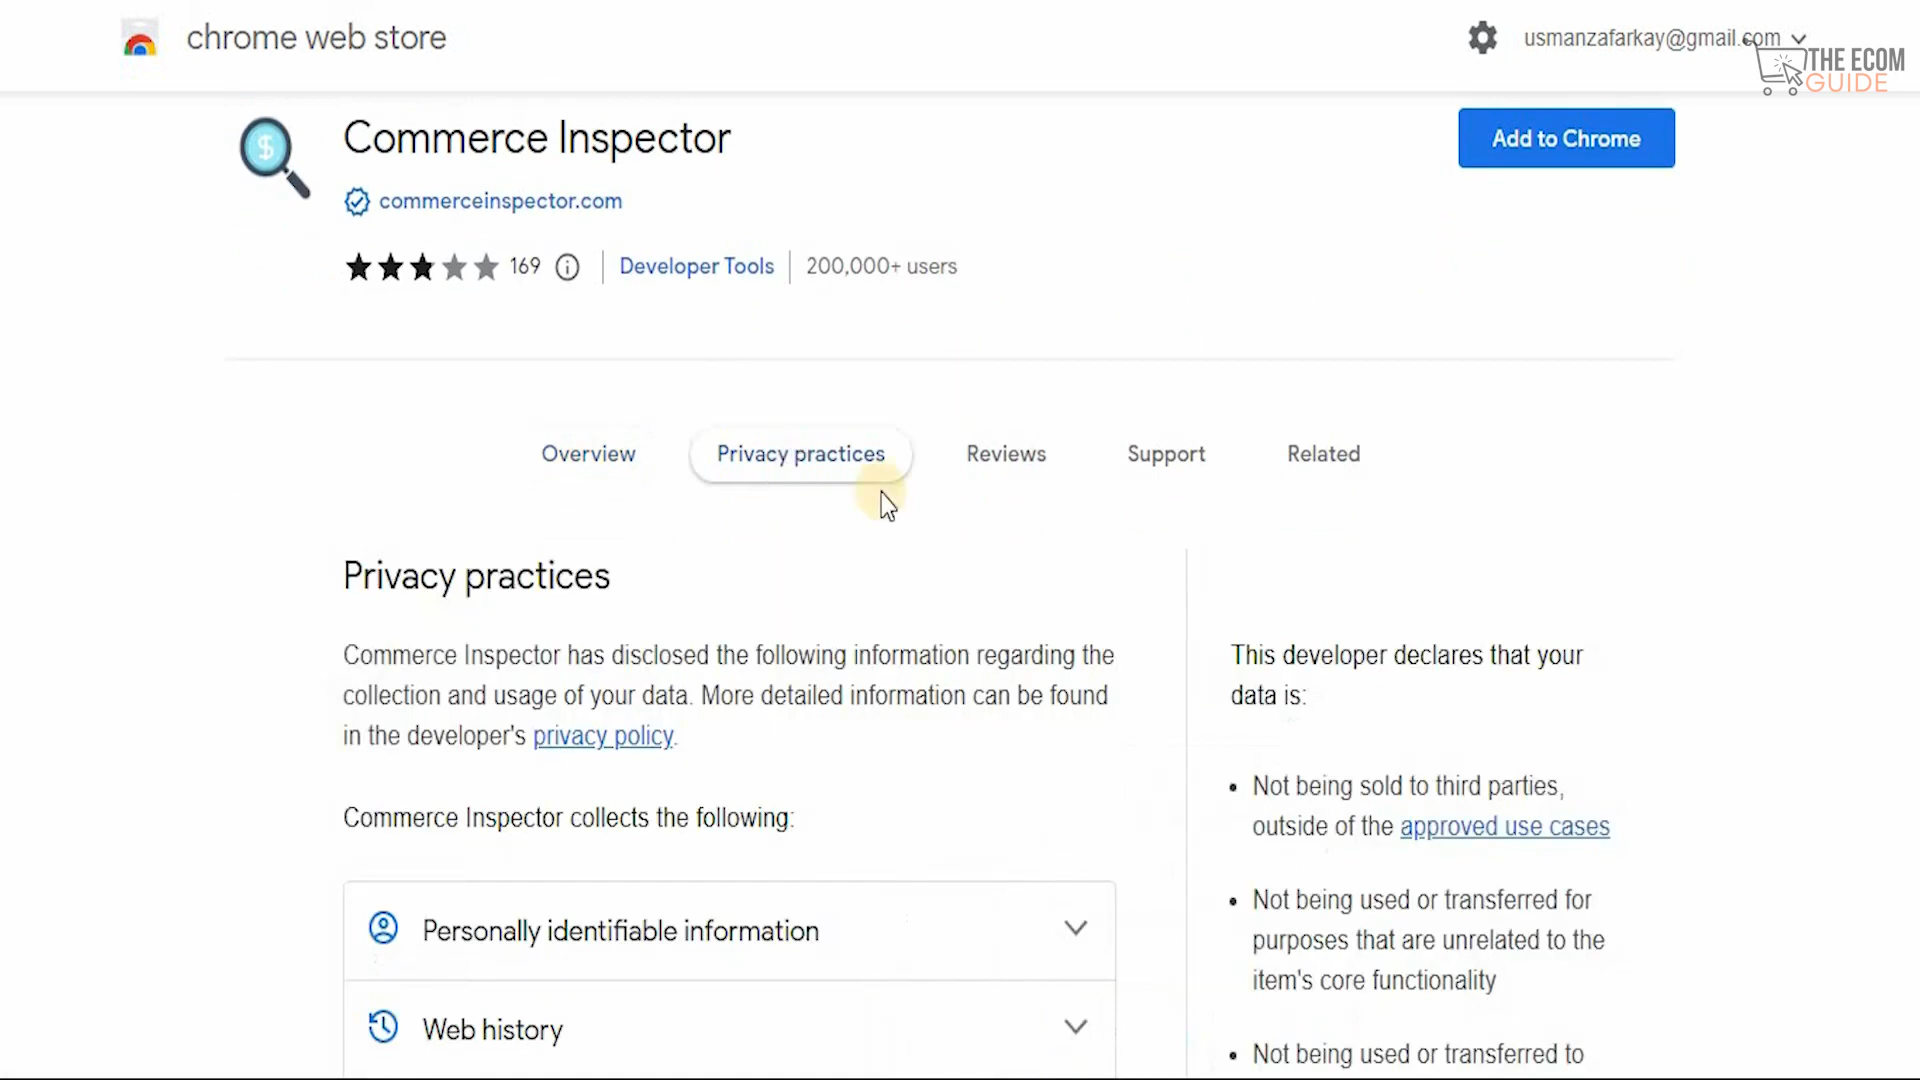 chrome web store
usmanzafarkay@gmail.com
THE ECOM
GUIDE
Commerce Inspector
Add to Chrome
$
commerceinspector.com
169
Developer Tools
200,000+ users
Overview
Privacy practices
Reviews
Support
Related
Privacy practices
Commerce Inspector has disclosed the following information regarding the
collection and usage of your data. More detailed information can be found
in the developer's privacy policy.
Commerce Inspector collects the following:
Personally identifiable information
Web history
This developer declares that your
data is:
• Not being sold to third parties,
outside of the approved use cases
• Not being used or transferred for
purposes that are unrelated to the
item's core functionality
• Not being used or transferred to